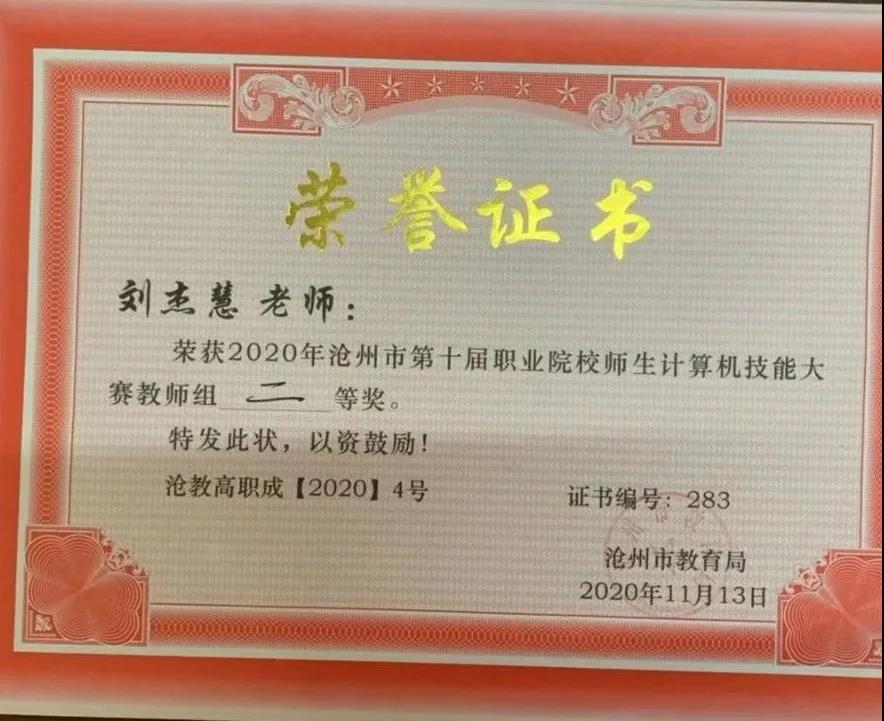 荣誉证书
刘杰慧 老师：
荣获2020年沧州市第十届职业院校师生计算机技能大
赛教师组 二 等奖。
特发此状，以资鼓励！
沧教高职成【2020】4号
证书编号：283
沧州市教育局
2020年11月13日